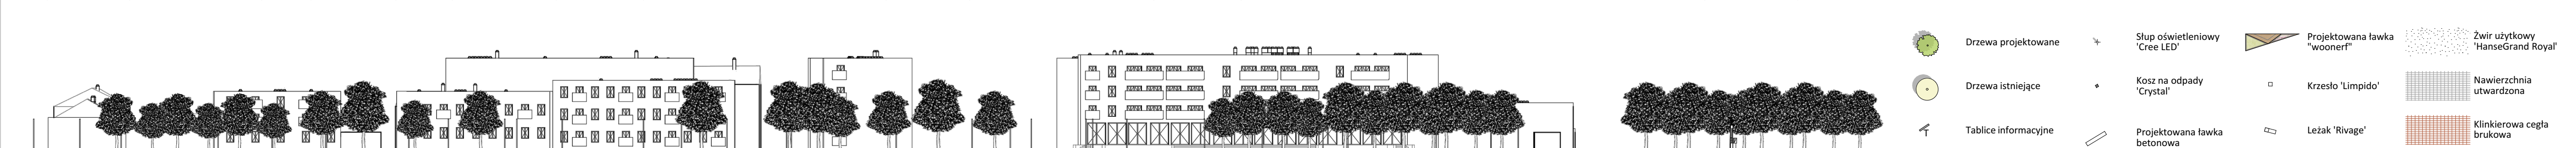 Drzewa projektowane
Drzewa istniejące
Tablice informacyjne
Słup oświetleniowy
'Cree LED'
Kosz na odpady
'Crystal'
Projektowana ławka
betonowa
Projektowana ławka
"woonerf"
Krzesło 'Limpido'
Leżak 'Rivage'
Żwir użytkowy
'HanseGrand Royal'
Nawierzchnia
utwardzona
Klinkierowa cegła
brukowa